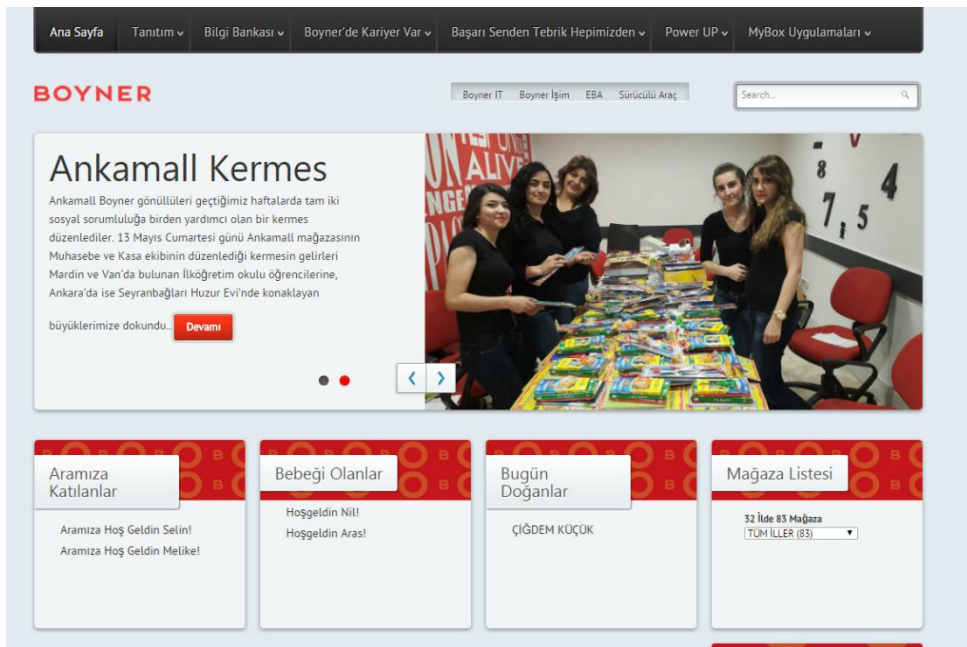 Ana Sayfa Tanıtım Bilgi Bankası Boyner'de Kariyer Var Başarı Senden Tebrik Hepimizden Power UP MyBox Uygulamaları
BOYNER
Boyner IT Boyner İşim EBA Sürücülü Araç
Search...
Ankamall Kermes
Ankamall Boyner gönüllüleri geçtiğimiz haftalarda tam iki
sosyal sorumluluğa birden yardımcı olan bir kermes
düzenlediler. 13 Mayıs Cumartesi günü Ankamall mağazasının
Muhasebe ve Kasa ekibinin düzenlediği kermesin gelirleri
Mardin ve Van'da bulunan İlköğretim okulu öğrencilerine,
Ankara'da ise Seyranbağları Huzur Evi'nde konaklayan
büyüklerimize dokundu.. Devamı
ALIVE
8
4
7
5
Aramıza
Katılanlar
Aramıza Hoş Geldin Selin!
Aramıza Hoş Geldin Melike!
Bebeği Olanlar
Hoşgeldin Nil!
Hoşgeldin Aras!
Bugün
Doğanlar
ÇİĞDEM KÜÇÜK
Mağaza Listesi
32 İlde 83 Mağaza
TÜM İLLER (83)